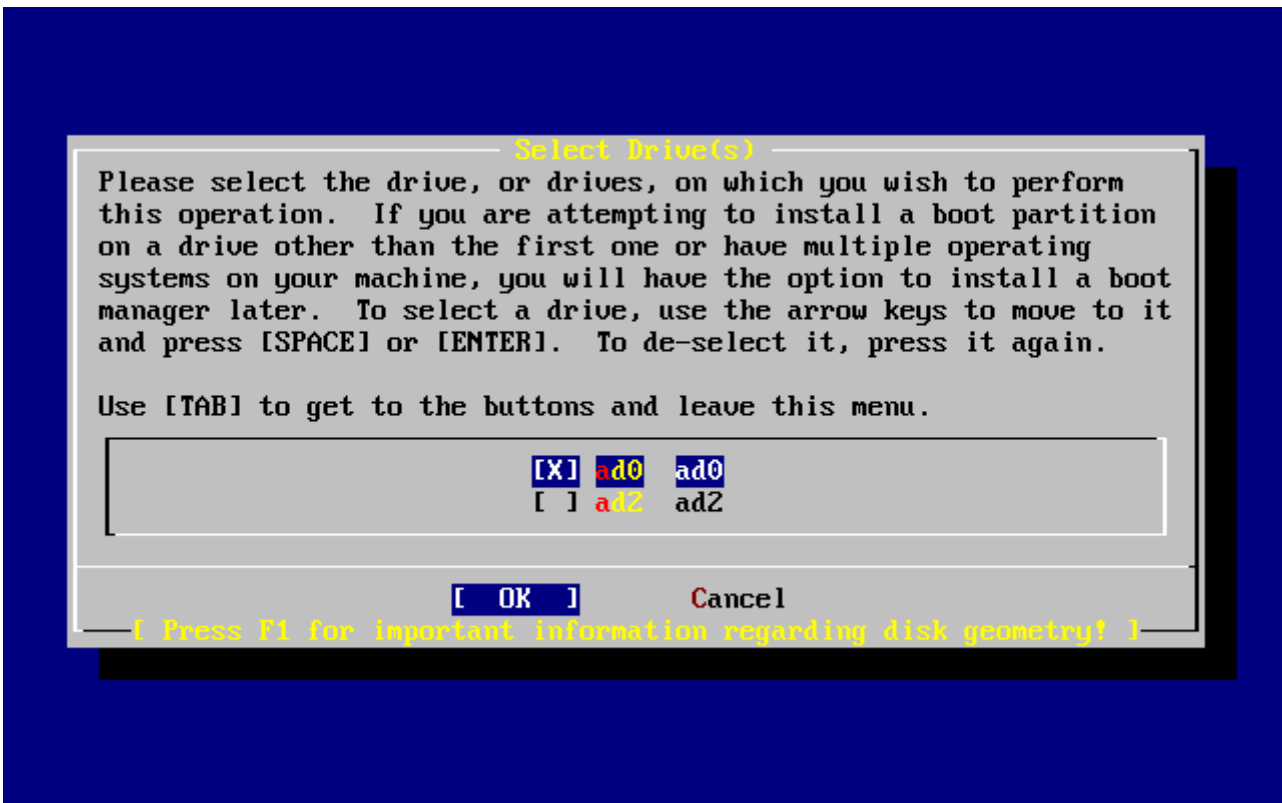 Select Drive(s)
Please select the drive, or drives, on which you wish to perform
this operation.  If you are attempting to install a boot partition
on a drive other than the first one or have multiple operating
systems on your machine, you will have the option to install a boot
manager later.  To select a drive, use the arrow keys to move to it
and press [SPACE] or [ENTER].  To de-select it, press it again.
Use [TAB] to get to the buttons and leave this menu.
[X] ad0  ad0
[ ] ad2  ad2
[  OK  ]       Cancel
[ Press F1 for important information regarding disk geometry! ]